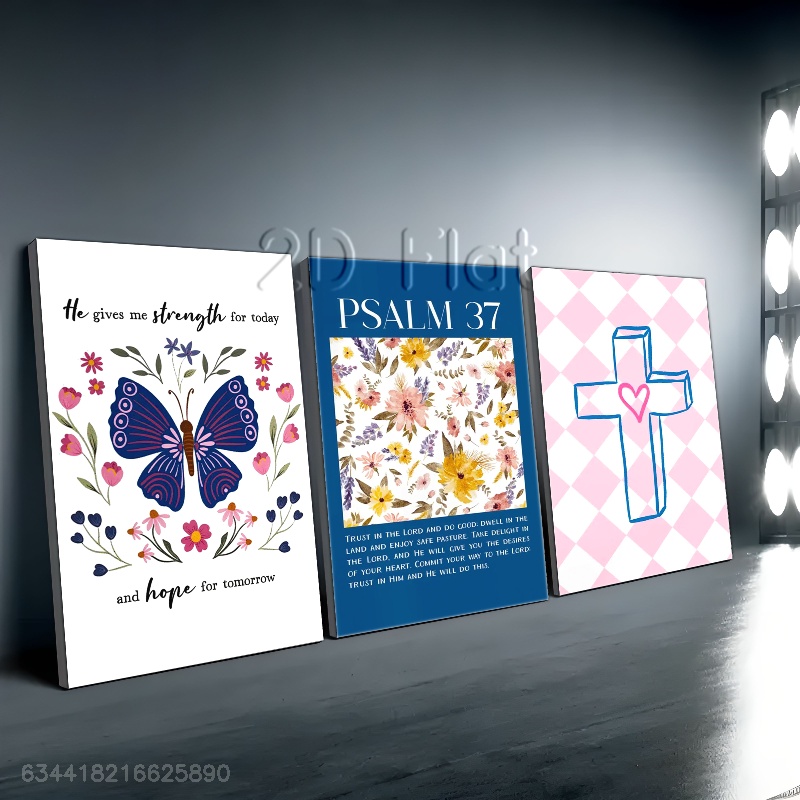 2D Flat
He gives me strength for today
and hope for tomorrow
PSALM 37
Trust in the Lord and do good; dwell in the
land and enjoy safe pasture. Take delight in
the Lord, and He will give you the desires
of your heart. Commit your way to the Lord;
trust in Him and He will do this.
634418216625890